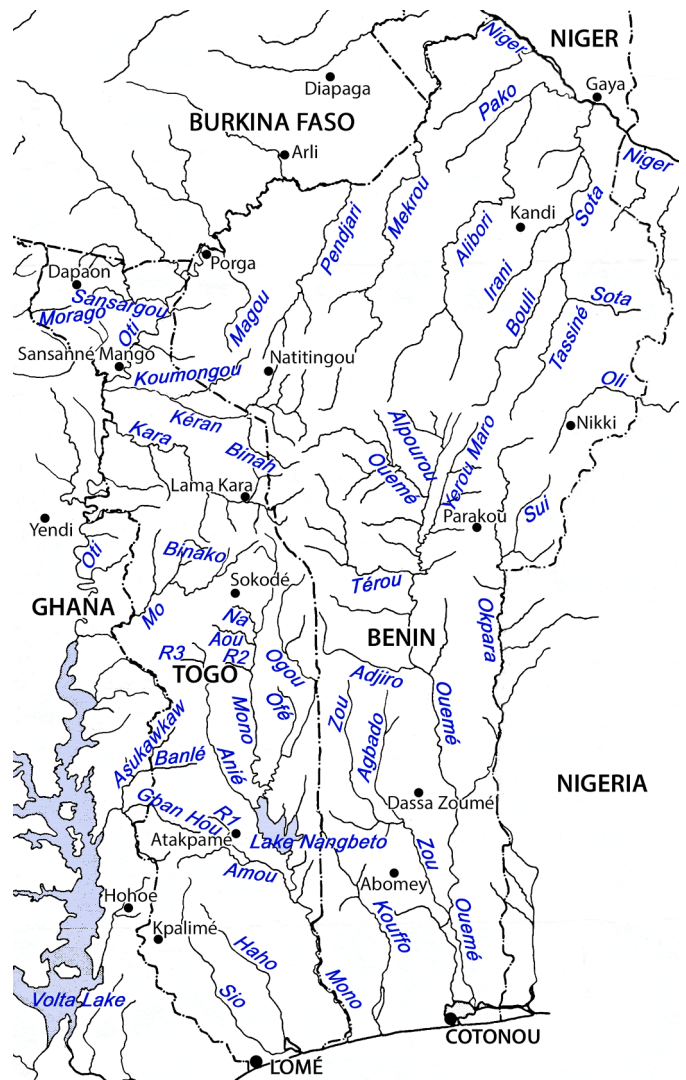 Niger
NIGER
Diapaga
Gaya
Pako
BURKINA FASO
Arli
Niger
Mekrou
Pendjari
Alibori
Kandi
Sota
Porga
Dapaon
Irani
Bouli
Sansargou
Morago
Oti
Magou
Sota
Tassiné
Sansanné Mango
Koumongou
Natitingou
Oli
Kéran
Kara
Binah
Alpourou
Ouemé
Yerou Maro
Nikki
Lama Kara
Yendi
Parakou
Sui
Oti
Binako
Térou
Sokodé
GHANA
Mo
Na
Aou
R3
R2
TOGO
Ogou
BENIN
Okpara
Adjiro
Mono
Ofé
Zou
Agbado
Ouemé
Asukawkaw
Banlé
Anié
NIGERIA
Dassa Zoumé
Gban Hou
R1
Atakpamé
Lake Nangbeto
Zou
Amou
Abomey
Hohoe
Kouffo
Ouemé
Kpalimé
Haho
Sio
Mono
Volta Lake
COTONOU
LOMÉ